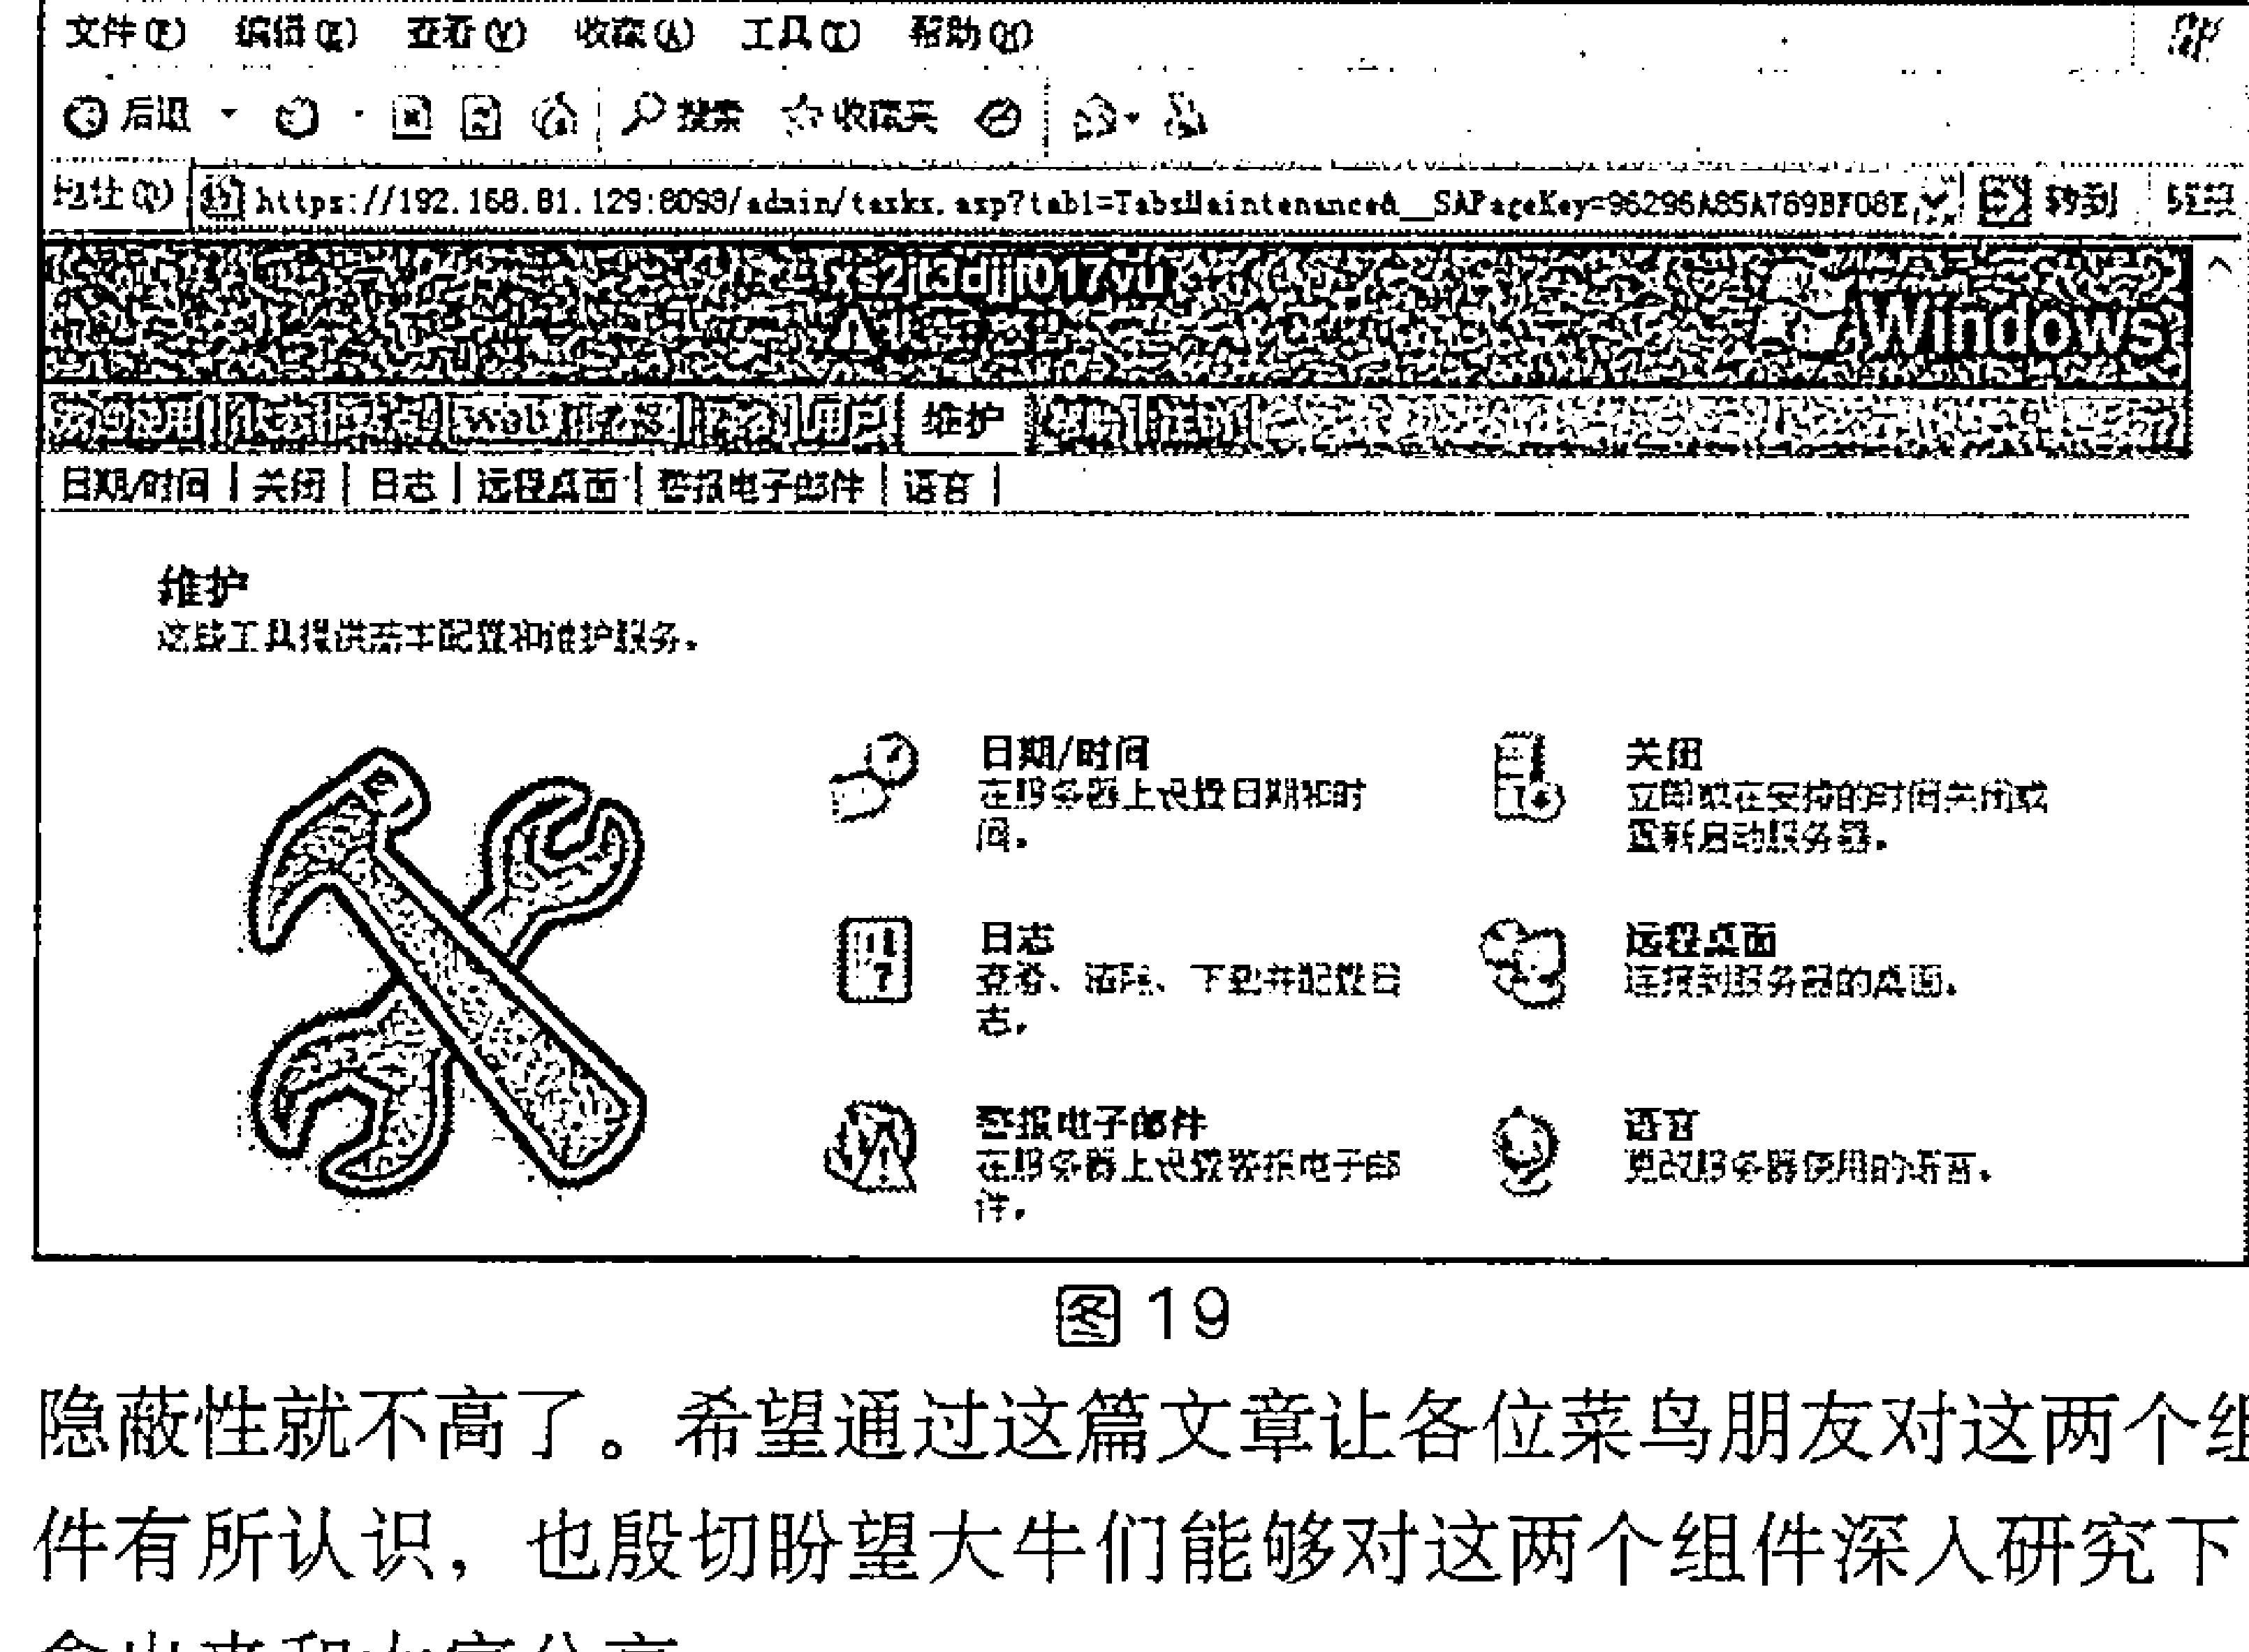 文件(F) 编辑(E) 查看(V) 收藏(A) 工具(T) 帮助(H)
后退 搜索 收藏夹
地址(D) https://192.168.81.129:8098/admin/tasks.asp?tab1=TabsMaintenance&__SAPageKey=96296A85A769BF08E 转到 链接
Windows
用户 维护 帮助
日期/时间 | 关闭 | 日志 | 远程桌面 | 警报电子邮件 | 语言 |
维护
这些工具提供基本配置和维护服务。
日期/时间
在服务器上设置日期和时
间。
关闭
立即或在安排的时间关闭或
重新启动服务器。
日志
查看、清除、下载并配置日
志。
远程桌面
连接到服务器的桌面。
警报电子邮件
在服务器上设置警报电子邮
件。
语言
更改服务器使用的语言。
图 19
隐蔽性就不高了。希望通过这篇文章让各位菜鸟朋友对这两个组
件有所认识，也殷切盼望大牛们能够对这两个组件深入研究下